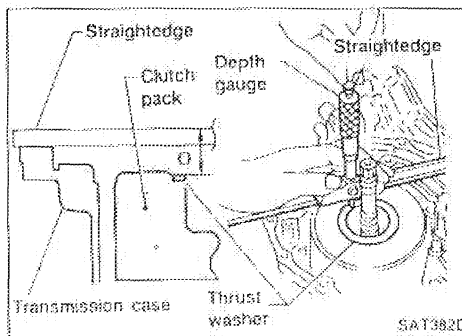 Straightedge
Depth
gauge
Straightedge
Clutch
pack
Transmission case
Thrust
washer
SAT382D